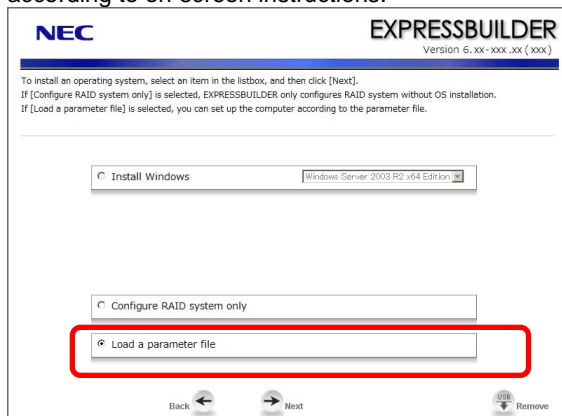 according to on-screen instructions.
NEC
EXPRESSBUILDER
Version 6.xx-xxx.xx (xxx)
To install an operating system, select an item in the listbox, and then click [Next].
If [Configure RAID system only] is selected, EXPRESSBUILDER only configures RAID system without OS installation.
If [Load a parameter file] is selected, you can set up the computer according to the parameter file.
Install Windows
Windows Server 2003 R2 x64 Edition
Configure RAID system only
Load a parameter file
Back
Next
USB
Remove